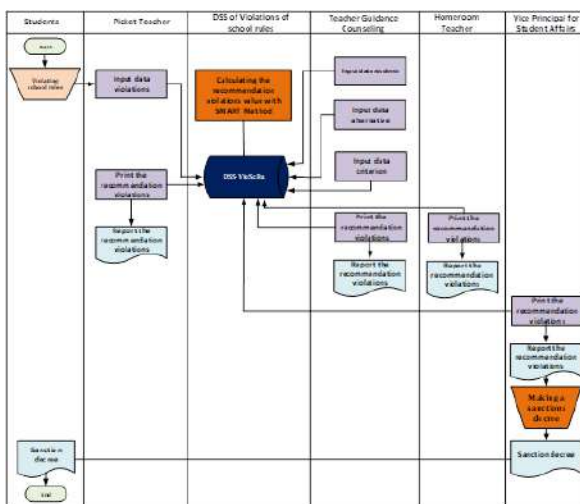 Students
Picket Teacher
DSS of Violations of
school rules
Teacher Guidance
Counseling
Homeroom
Teacher
Vice Principal for
Student Affairs
Violating
school rules
Input data
violations
Calculating the
recommendation
violations value with
SMART Method
Input data
Input data
alternative
Input data
criterion
DSS-VioScRu
Print the
recommendation
violations
Report the
recommendation
violations
Print the
recommendation
violations
Report the
recommendation
violations
Print the
recommendation
violations
Report the
recommendation
violations
Print the
recommendation
violations
Report the
recommendation
violations
Making a
sanctions
decree
Sanction
decree
Sanction decree
End